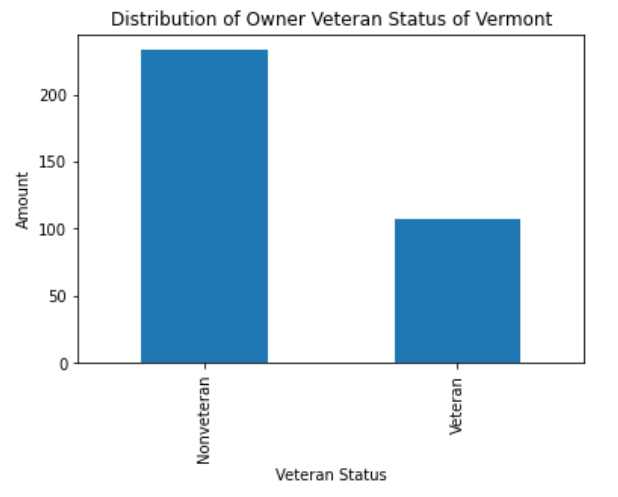 Distribution of Owner Veteran Status of Vermont
Amount
200
150
100
50
0
Nonveteran
Veteran
Veteran Status